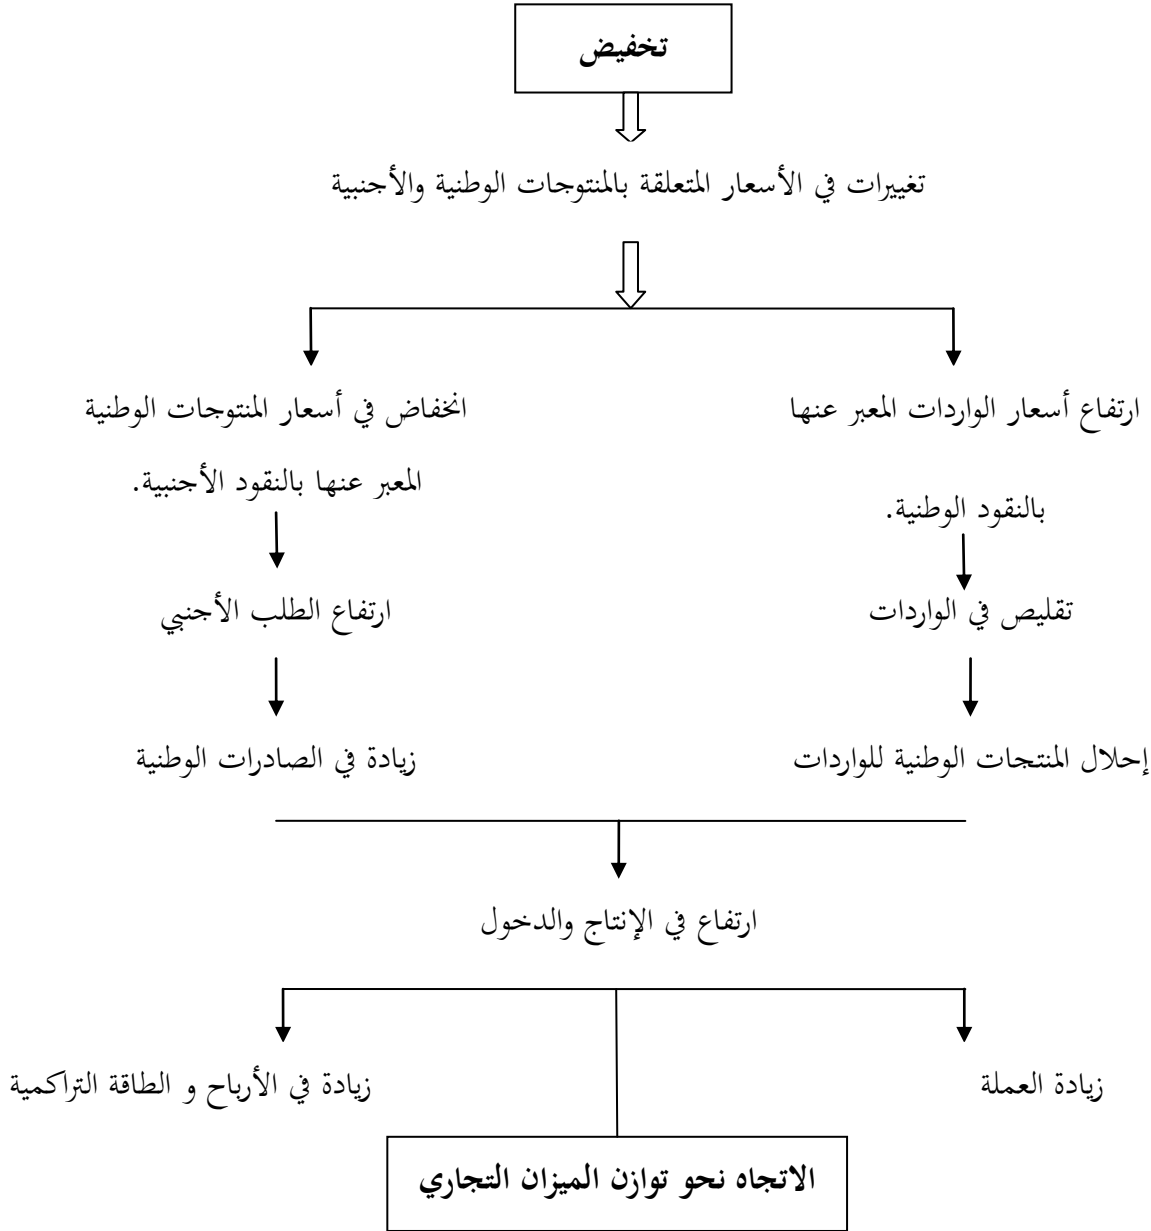 تخفيض
تغييرات في الأسعار المتعلقة بالمنتوجات الوطنية والأجنبية
ارتفاع أسعار الواردات المعبر عنها
بالنقود الوطنية.
انخفاض في أسعار المنتوجات الوطنية
المعبر عنها بالنقود الأجنبية.
تقليص في الواردات
ارتفاع الطلب الأجنبي
إحلال المنتجات الوطنية للواردات
زيادة في الصادرات الوطنية
ارتفاع في الإنتاج والدخول
زيادة العملة
زيادة في الأرباح و الطاقة التراكمية
الاتجاه نحو توازن الميزان التجاري